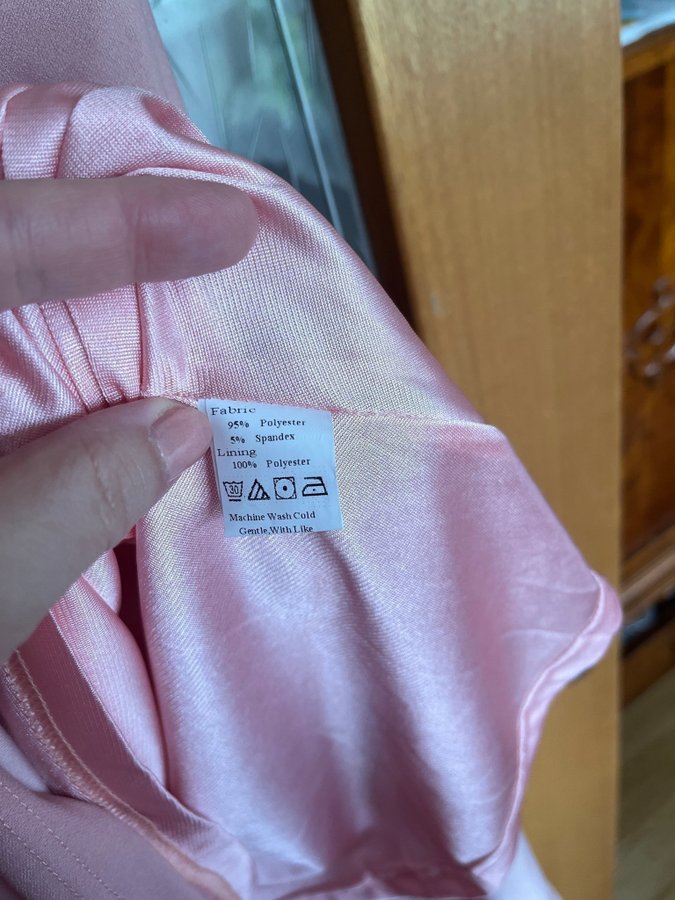 Fabric
95% Polyester
5% Spandex
Lining
100% Polyester
30
Machine Wash Cold
Gentle,With Like